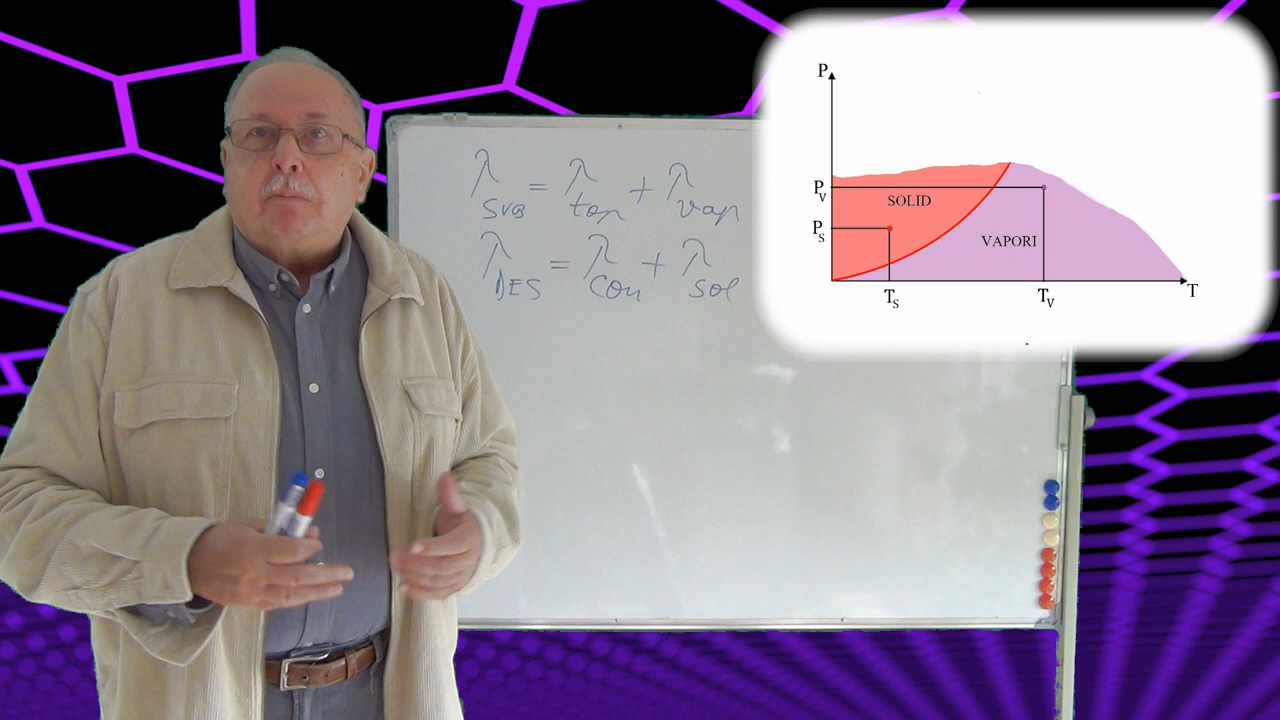 λSUB = λtop + λvap
λDES = λcon + λsol
P
PV
SOLID
PS
VAPORI
TS
TV
T